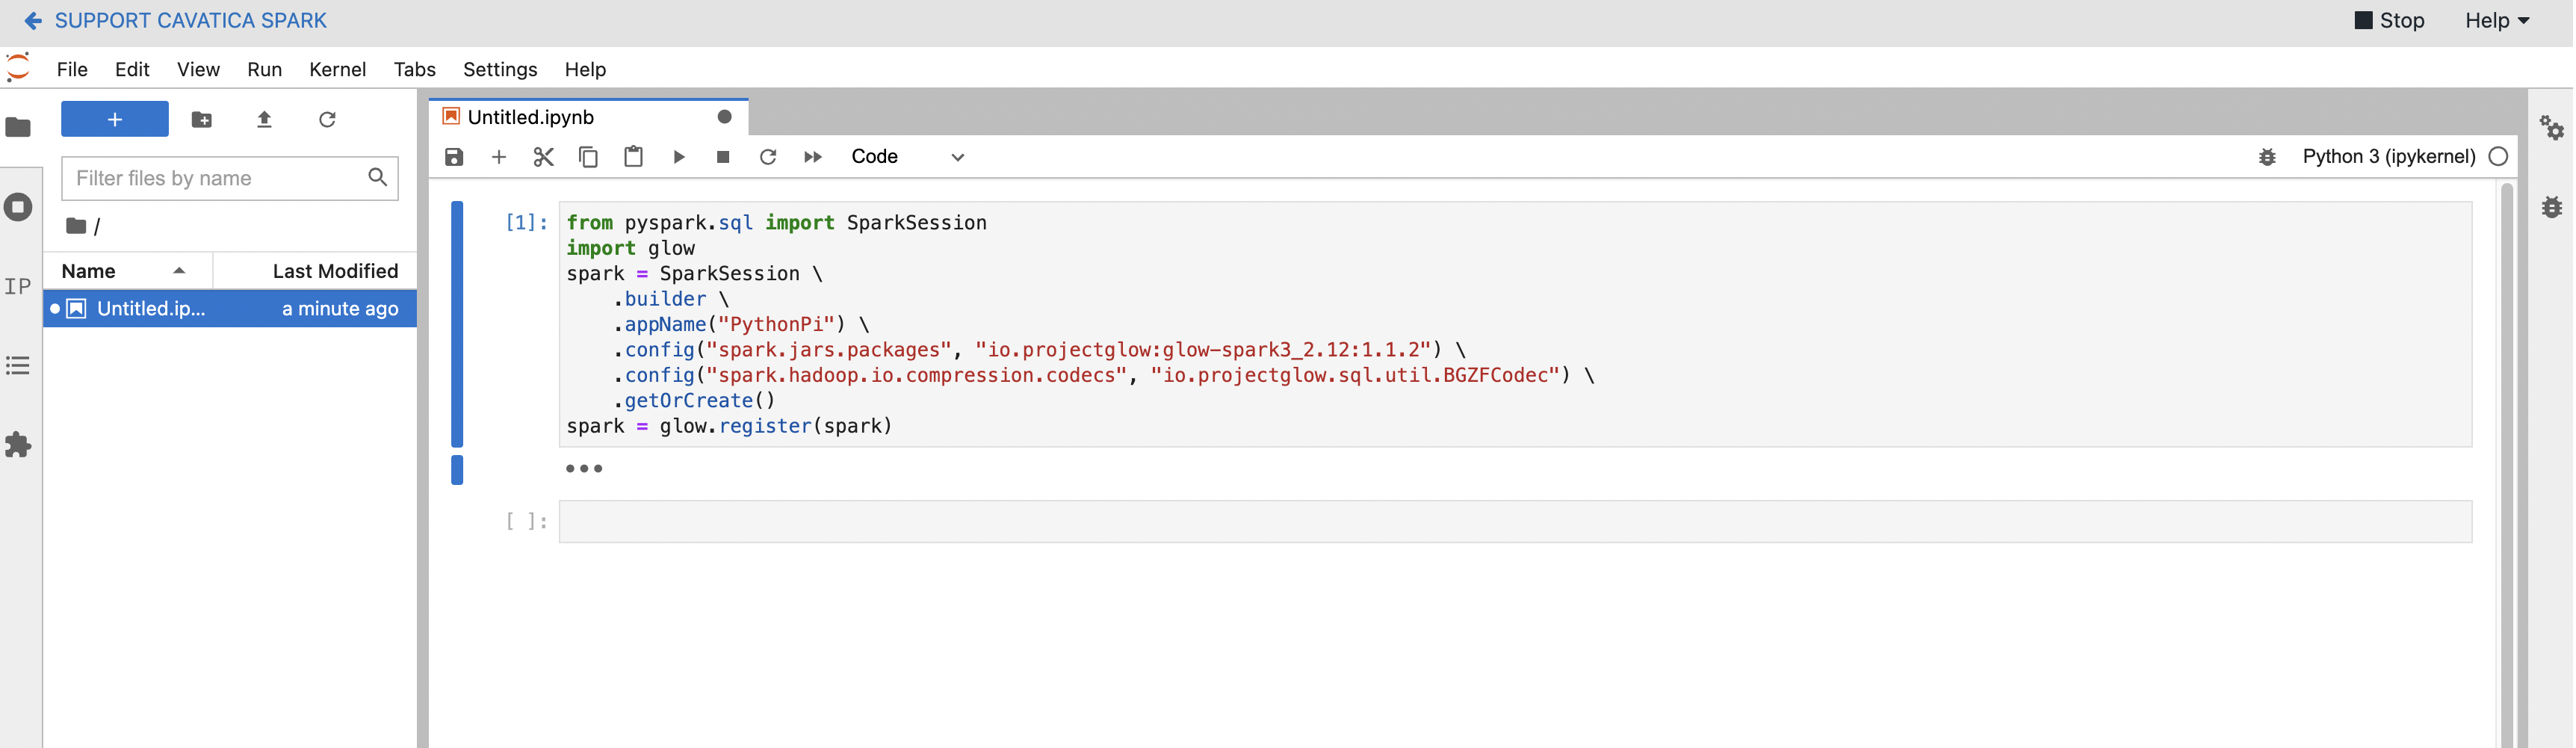 SUPPORT CAVATICA SPARK
Stop
Help
File Edit View Run Kernel Tabs Settings Help
Untitled.ipynb
Code
Python 3 (ipykernel)
Filter files by name
/
Name Last Modified
Untitled.ip... a minute ago
IP
[1]:
from pyspark.sql import SparkSession
import glow
spark = SparkSession \
    .builder \
    .appName("PythonPi") \
    .config("spark.jars.packages", "io.projectglow:glow-spark3_2.12:1.1.2") \
    .config("spark.hadoop.io.compression.codecs", "io.projectglow.sql.util.BGZFCodec") \
    .getOrCreate()
spark = glow.register(spark)
[ ]: